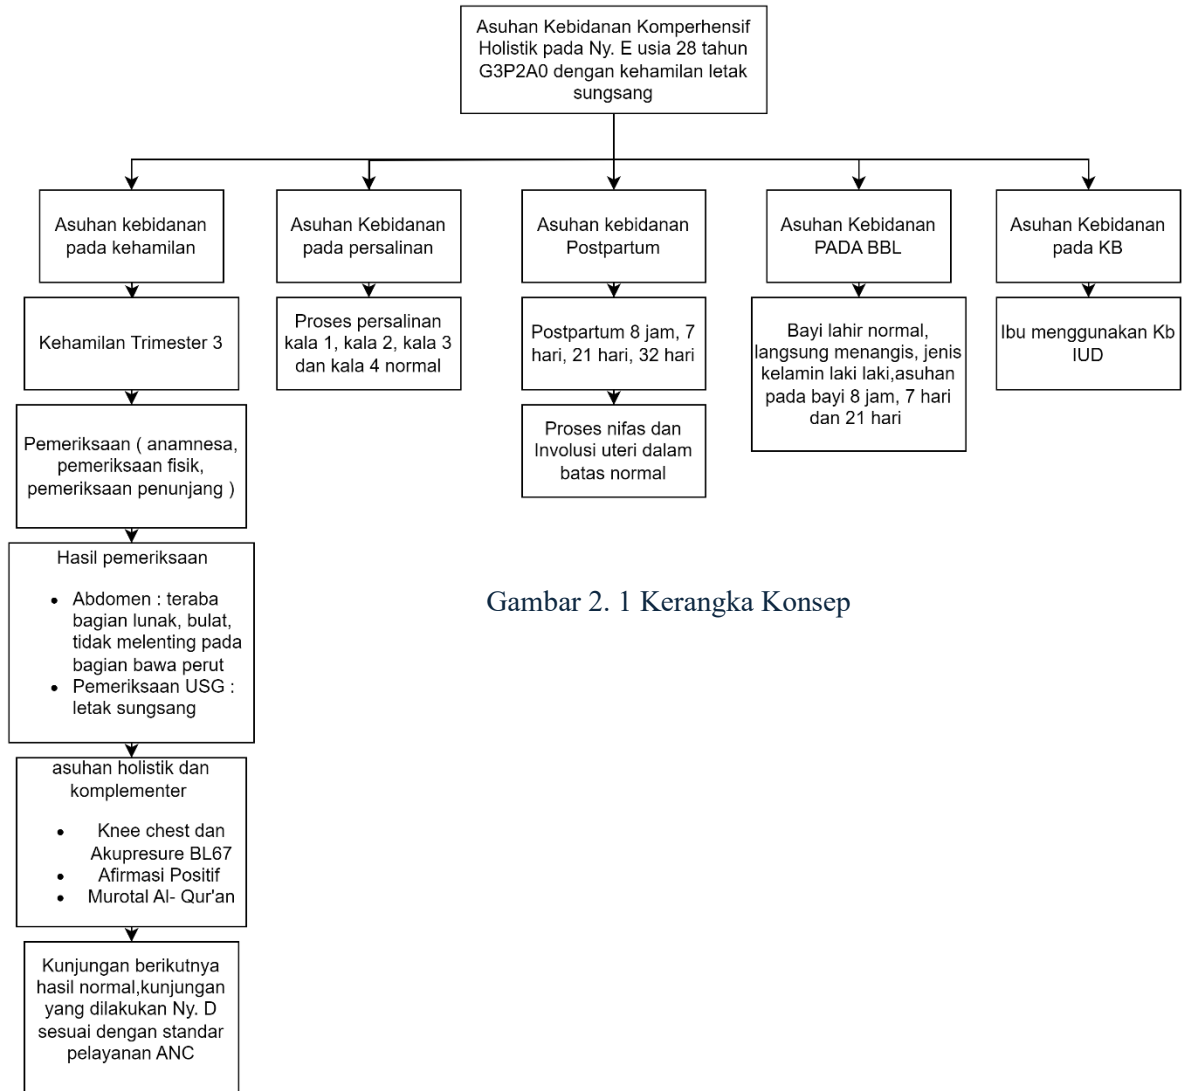 Asuhan Kebidanan Komperhensif
Holistik pada Ny. E usia 28 tahun
G3P2A0 dengan kehamilan letak
sungsang
Asuhan kebidanan
pada kehamilan
Asuhan Kebidanan
pada persalinan
Asuhan kebidanan
Postpartum
Asuhan Kebidanan
PADA BBL
Asuhan Kebidanan
pada KB
Kehamilan Trimester 3
Proses persalinan
kala 1, kala 2, kala 3
dan kala 4 normal
Postpartum 8 jam, 7
hari, 21 hari, 32 hari
Bayi lahir normal,
langsung menangis, jenis
kelamin laki laki,asuhan
pada bayi 8 jam, 7 hari
dan 21 hari
Ibu menggunakan Kb
IUD
Pemeriksaan ( anamnesa,
pemeriksaan fisik,
pemeriksaan penunjang )
Proses nifas dan
Involusi uteri dalam
batas normal
Hasil pemeriksaan
• Abdomen : teraba
bagian lunak, bulat,
tidak melenting pada
bagian bawa perut
• Pemeriksaan USG :
letak sungsang
Gambar 2. 1 Kerangka Konsep
asuhan holistik dan
komplementer
• Knee chest dan
Akupresure BL67
• Afirmasi Positif
• Murotal Al- Qur'an
Kunjungan berikutnya
hasil normal,kunjungan
yang dilakukan Ny. D
sesuai dengan standar
pelayanan ANC